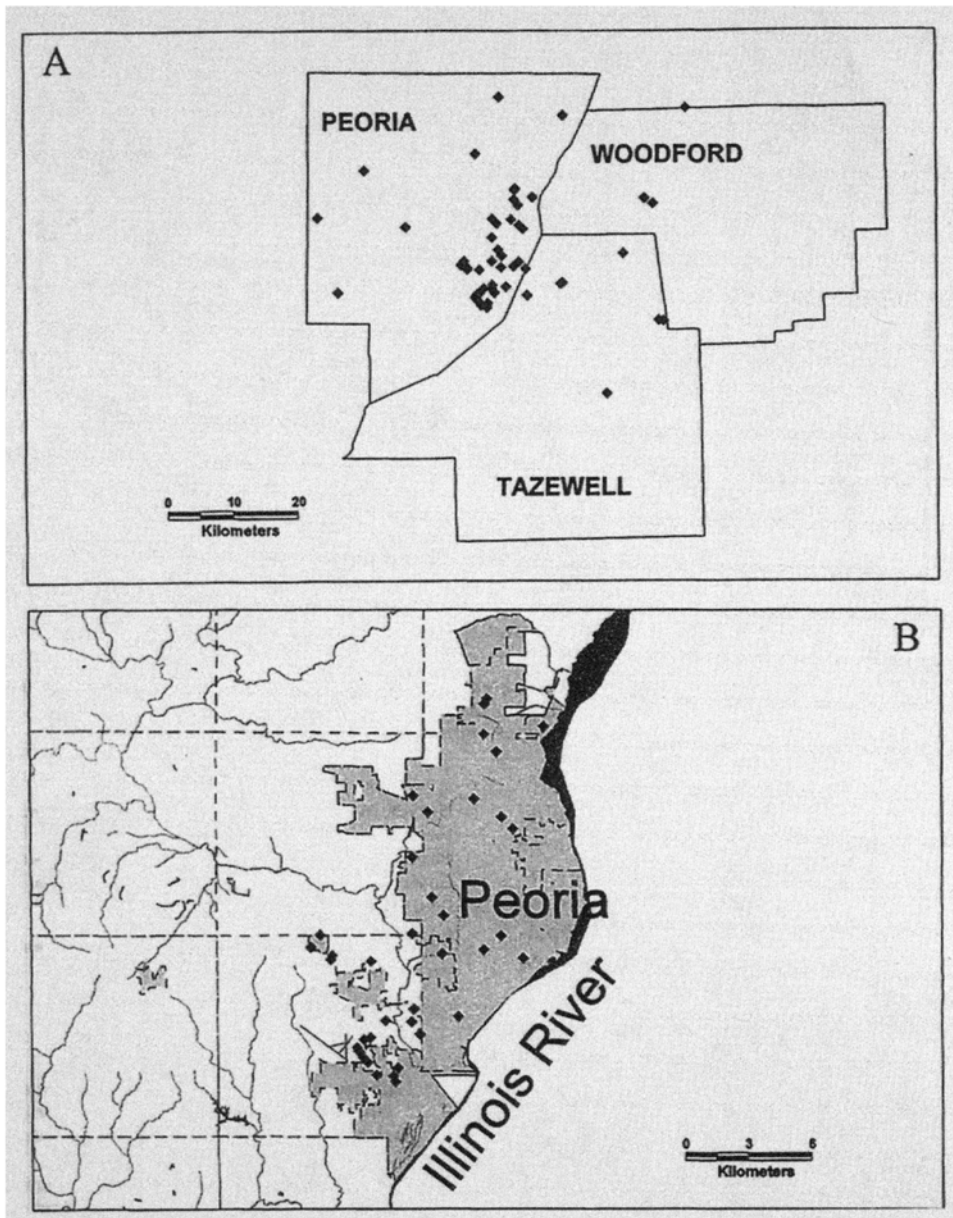 A
PEORIA
WOODFORD
TAZEWELL
0 10 20
Kilometers
B
Peoria
Illinois River
0 3 6
Kilometers